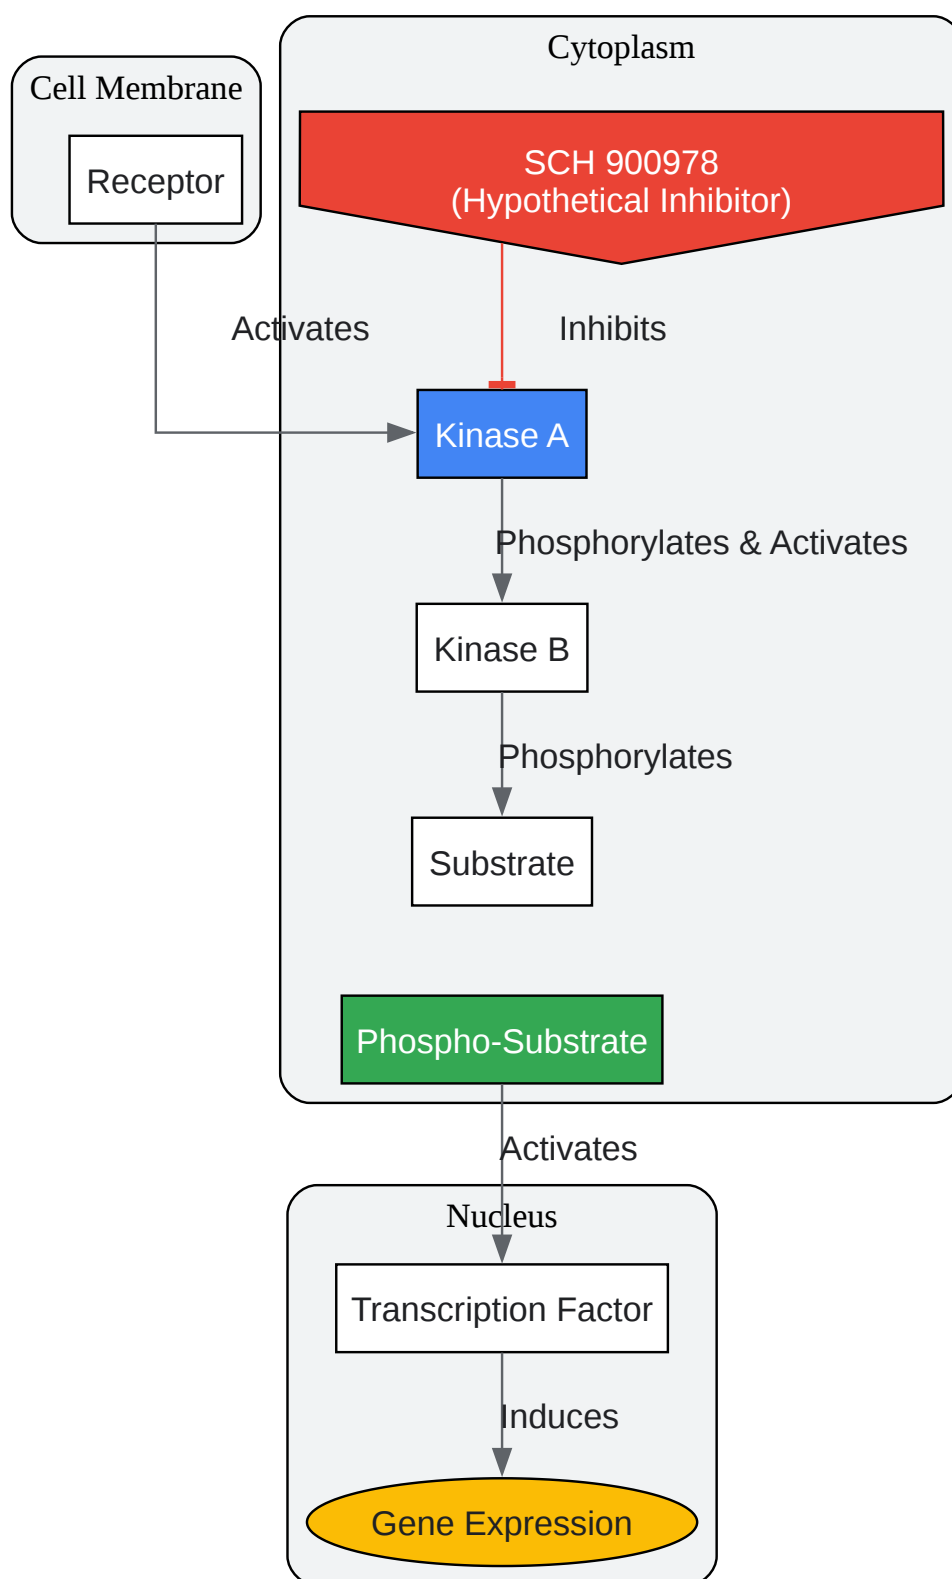 Cytoplasm
Cell Membrane
Receptor
SCH 900978
(Hypothetical Inhibitor)
Activates
Inhibits
Kinase A
Phosphorylates & Activates
Kinase B
Phosphorylates
Substrate
Phospho-Substrate
Activates
Nucleus
Transcription Factor
Induces
Gene Expression